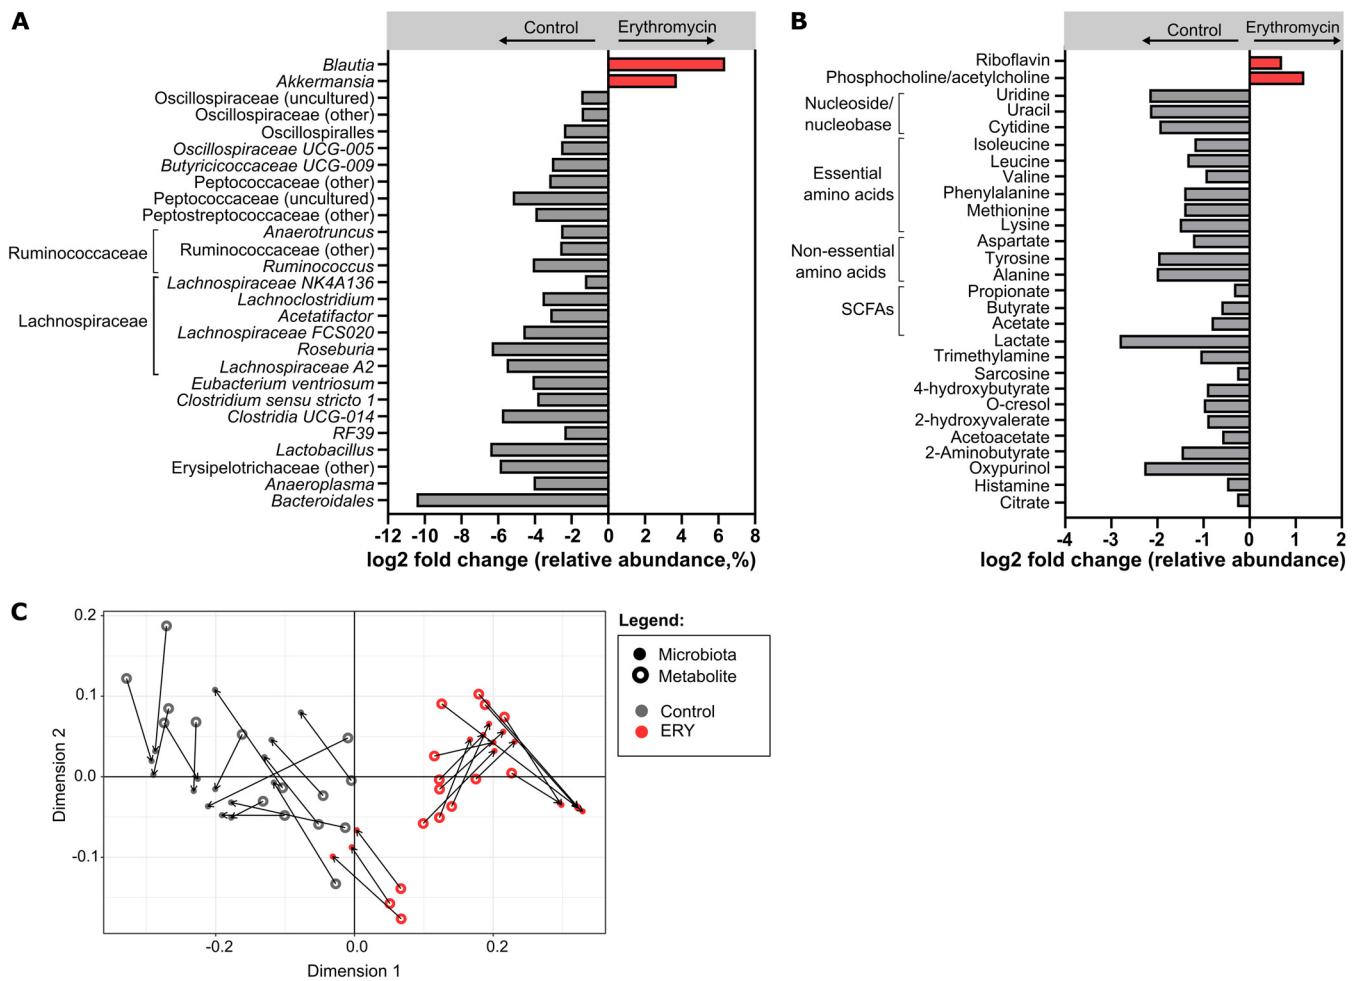 A
Control
Erythromycin
Blautia
Akkermansia
Oscillospiraceae (uncultured)
Oscillospiraceae (other)
Oscillospiralles
Oscillospiraceae UCG-005
Butyricicoccaceae UCG-009
Peptococcaceae (other)
Peptococcaceae (uncultured)
Peptostreptococcaceae (other)
Anaerotruncus
Ruminococcaceae (other)
Ruminococcus
Ruminococcaceae
Lachnospiraceae NK4A136
Lachnoclostridium
Acetatifactor
Lachnospiraceae FCS020
Roseburia
Lachnospiraceae A2
Lachnospiraceae
Eubacterium ventriosum
Clostridium sensu stricto 1
Clostridia UCG-014
RF39
Lactobacillus
Erysipelotrichaceae (other)
Anaeroplasma
Bacteroidales
-12 -10 -8 -6 -4 -2 0 2 4 6 8
log2 fold change (relative abundance,%)
B
Control
Erythromycin
Riboflavin
Phosphocholine/acetylcholine
Uridine
Uracil
Cytidine
Nucleoside/
nucleobase
Isoleucine
Leucine
Valine
Phenylalanine
Methionine
Lysine
Essential
amino acids
Aspartate
Tyrosine
Alanine
Non-essential
amino acids
Propionate
Butyrate
Acetate
SCFAs
Lactate
Trimethylamine
Sarcosine
4-hydroxybutyrate
O-cresol
2-hydroxyvalerate
Acetoacetate
2-Aminobutyrate
Oxypurinol
Histamine
Citrate
-4 -3 -2 -1 0 1 2
log2 fold change (relative abundance)
C
0.2
0.1
0.0
-0.1
Dimension 2
-0.2 0.0 0.2
Dimension 1
Legend:
Microbiota
Metabolite
Control
ERY